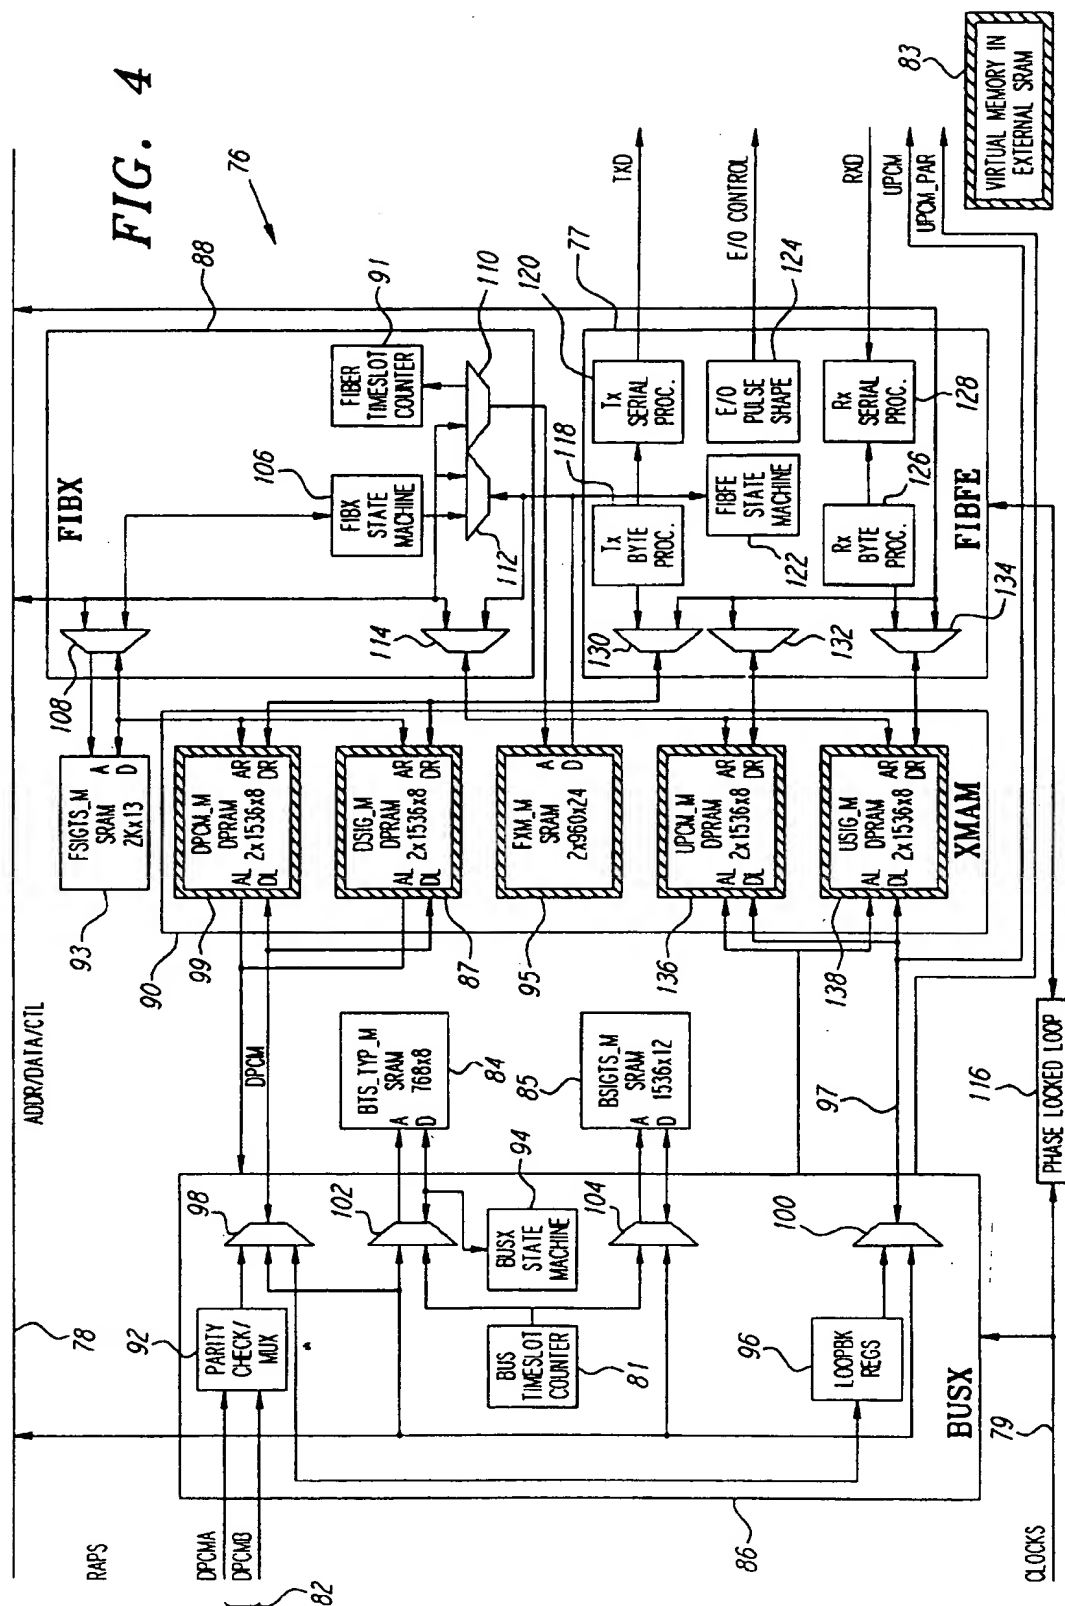 FIG. 4
76
ADDR/DATA/CTL
78
RAPS
DPCMA
DPCMB
82
92
PARITY
CHECK/
MUX
98
DPCM
102
BTS_TYP_M
SRAM
768x8
A
D
84
94
BUSX
STATE
MACHINE
BUS
TIMESLOT
COUNTER
81
104
85
BSIGTS_M
SRAM
1536x12
A
D
96
LOOPBK
REGS
100
97
BUSX
86
79
CLOCKS
116
PHASE LOCKED LOOP
93
FSIGTS_M
SRAM
2Kx13
A
D
90
99
DPCM_M
DPRAM
2x1536x8
AL
DL
AR
DR
DSIG_M
DPRAM
2x1536x8
AL
DL
AR
DR
87
FXM_M
SRAM
2x960x24
A
D
95
UPCM_M
DPRAM
2x1536x8
AL
DL
AR
DR
136
USIG_M
DPRAM
2x1536x8
AL
DL
AR
DR
138
XMAM
108
FIBX
88
106
FIBX
STATE
MACHINE
91
FIBER
TIMESLOT
COUNTER
110
112
114
118
120
77
Tx
BYTE
PROC.
Tx
SERIAL
PROC.
TXD
130
132
FIBFE
STATE
MACHINE
122
E/O
PULSE
SHAPE
124
E/O CONTROL
Rx
BYTE
PROC.
126
Rx
SERIAL
PROC.
128
RXD
134
FIBFE
UPCM
UPCM_PAR
83
VIRTUAL MEMORY IN
EXTERNAL SRAM